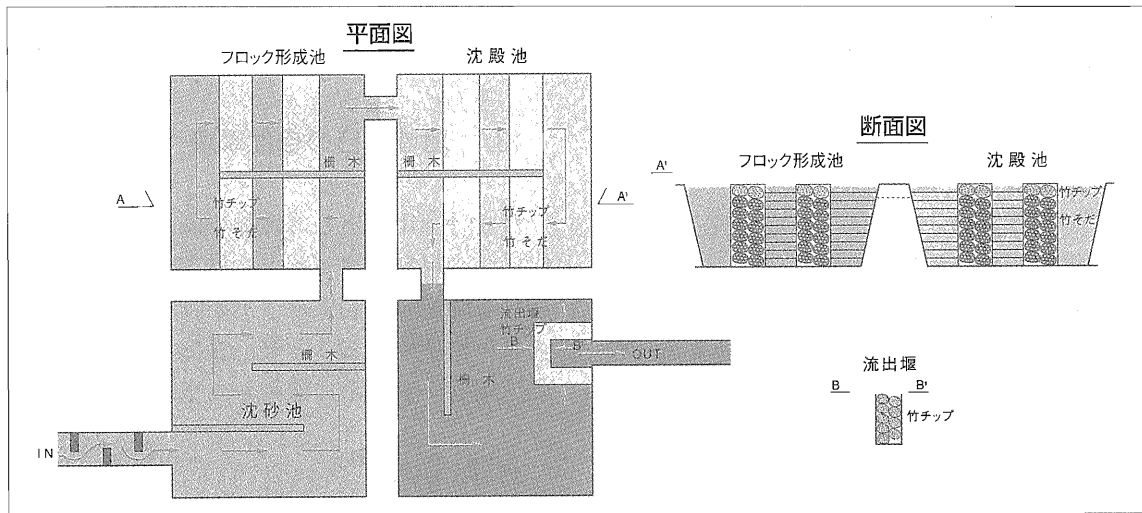 平面図
フロック形成池
沈殿池
柵木
柵木
A
A'
竹チップ
竹そだ
竹チップ
竹そだ
流出堰
竹チップ
B
B'
OUT
柵木
柵木
沈砂池
IN
断面図
A'
フロック形成池
沈殿池
竹チップ
竹そだ
流出堰
B
B'
竹チップ